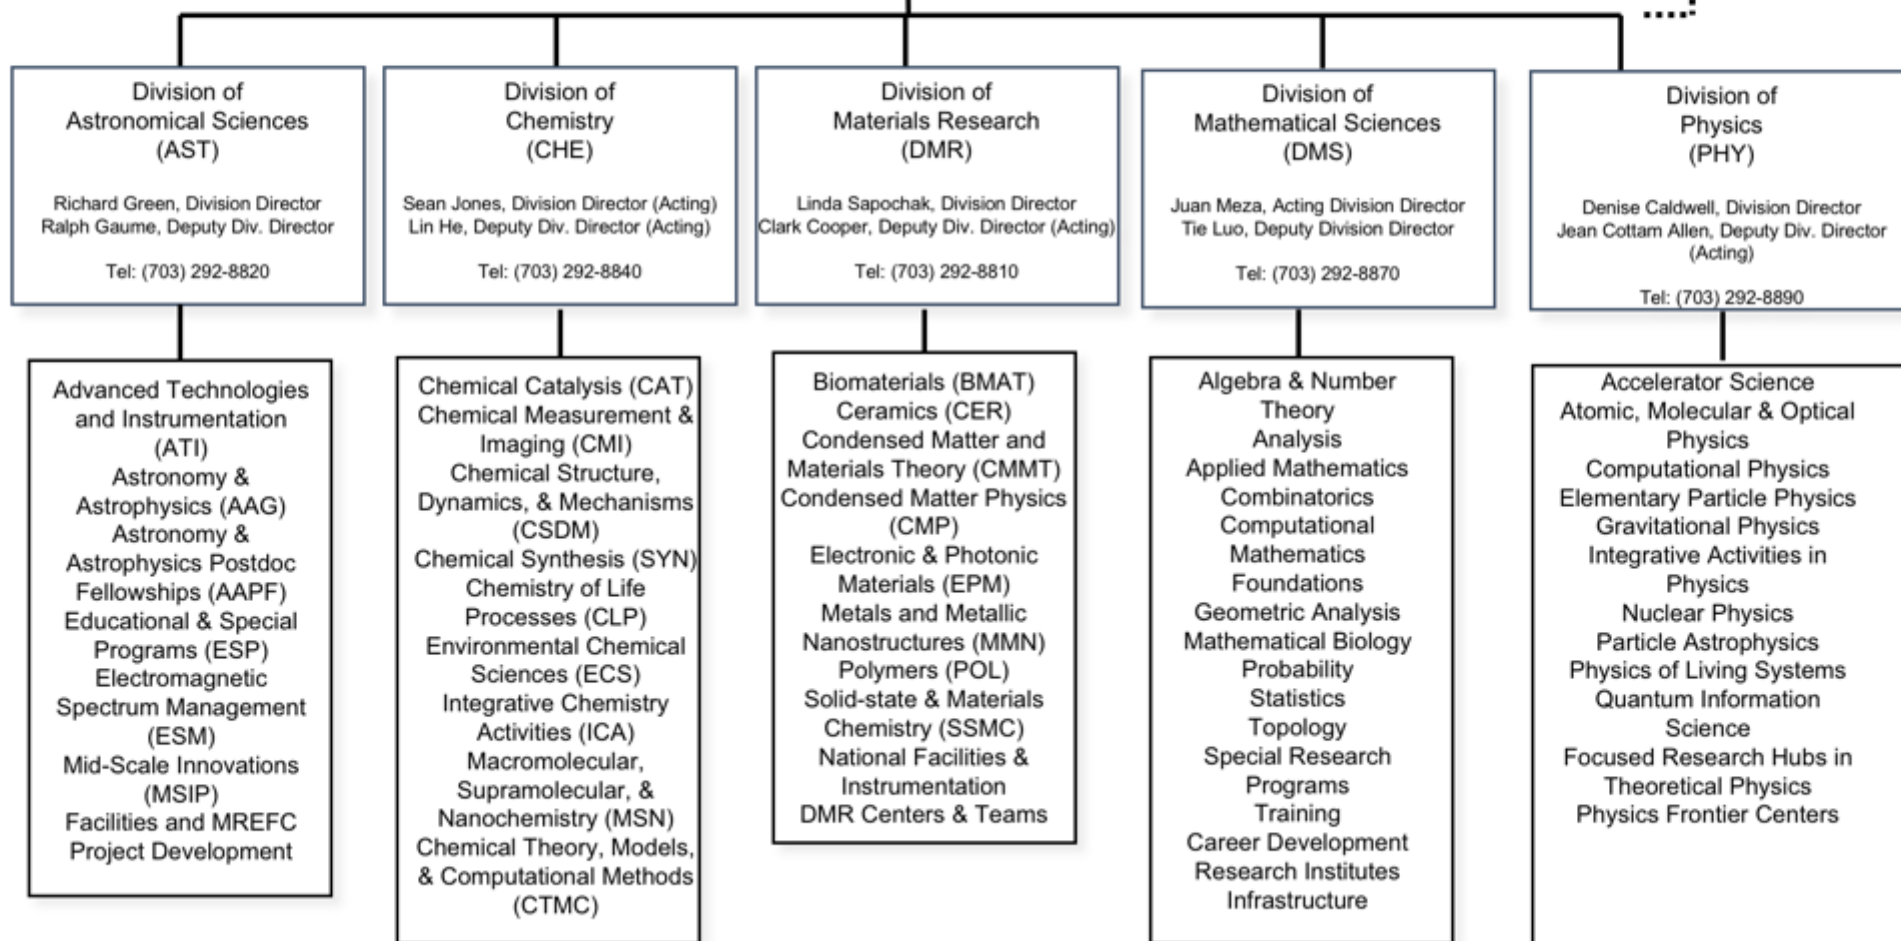 Division of
Astronomical Sciences
(AST)
Richard Green, Division Director
Ralph Gaume, Deputy Div. Director
Tel: (703) 292-8820
Division of
Chemistry
(CHE)
Sean Jones, Division Director (Acting)
Lin He, Deputy Div. Director (Acting)
Tel: (703) 292-8840
Division of
Materials Research
(DMR)
Linda Sapochak, Division Director
Clark Cooper, Deputy Div. Director (Acting)
Tel: (703) 292-8810
Division of
Mathematical Sciences
(DMS)
Juan Meza, Acting Division Director
Tie Luo, Deputy Division Director
Tel: (703) 292-8870
Division of
Physics
(PHY)
Denise Caldwell, Division Director
Jean Cottam Allen, Deputy Div. Director
(Acting)
Tel: (703) 292-8890
Advanced Technologies
and Instrumentation
(ATI)
Astronomy &
Astrophysics (AAG)
Astronomy &
Astrophysics Postdoc
Fellowships (AAPF)
Educational & Special
Programs (ESP)
Electromagnetic
Spectrum Management
(ESM)
Mid-Scale Innovations
(MSIP)
Facilities and MREFC
Project Development
Chemical Catalysis (CAT)
Chemical Measurement &
Imaging (CMI)
Chemical Structure,
Dynamics, & Mechanisms
(CSDM)
Chemical Synthesis (SYN)
Chemistry of Life
Processes (CLP)
Environmental Chemical
Sciences (ECS)
Integrative Chemistry
Activities (ICA)
Macromolecular,
Supramolecular, &
Nanochemistry (MSN)
Chemical Theory, Models,
& Computational Methods
(CTMC)
Biomaterials (BMAT)
Ceramics (CER)
Condensed Matter and
Materials Theory (CMMT)
Condensed Matter Physics
(CMP)
Electronic & Photonic
Materials (EPM)
Metals and Metallic
Nanostructures (MMN)
Polymers (POL)
Solid-state & Materials
Chemistry (SSMC)
National Facilities &
Instrumentation
DMR Centers & Teams
Algebra & Number
Theory
Analysis
Applied Mathematics
Combinatorics
Computational
Mathematics
Foundations
Geometric Analysis
Mathematical Biology
Probability
Statistics
Topology
Special Research
Programs
Training
Career Development
Research Institutes
Infrastructure
Accelerator Science
Atomic, Molecular & Optical
Physics
Computational Physics
Elementary Particle Physics
Gravitational Physics
Integrative Activities in
Physics
Nuclear Physics
Particle Astrophysics
Physics of Living Systems
Quantum Information
Science
Focused Research Hubs in
Theoretical Physics
Physics Frontier Centers